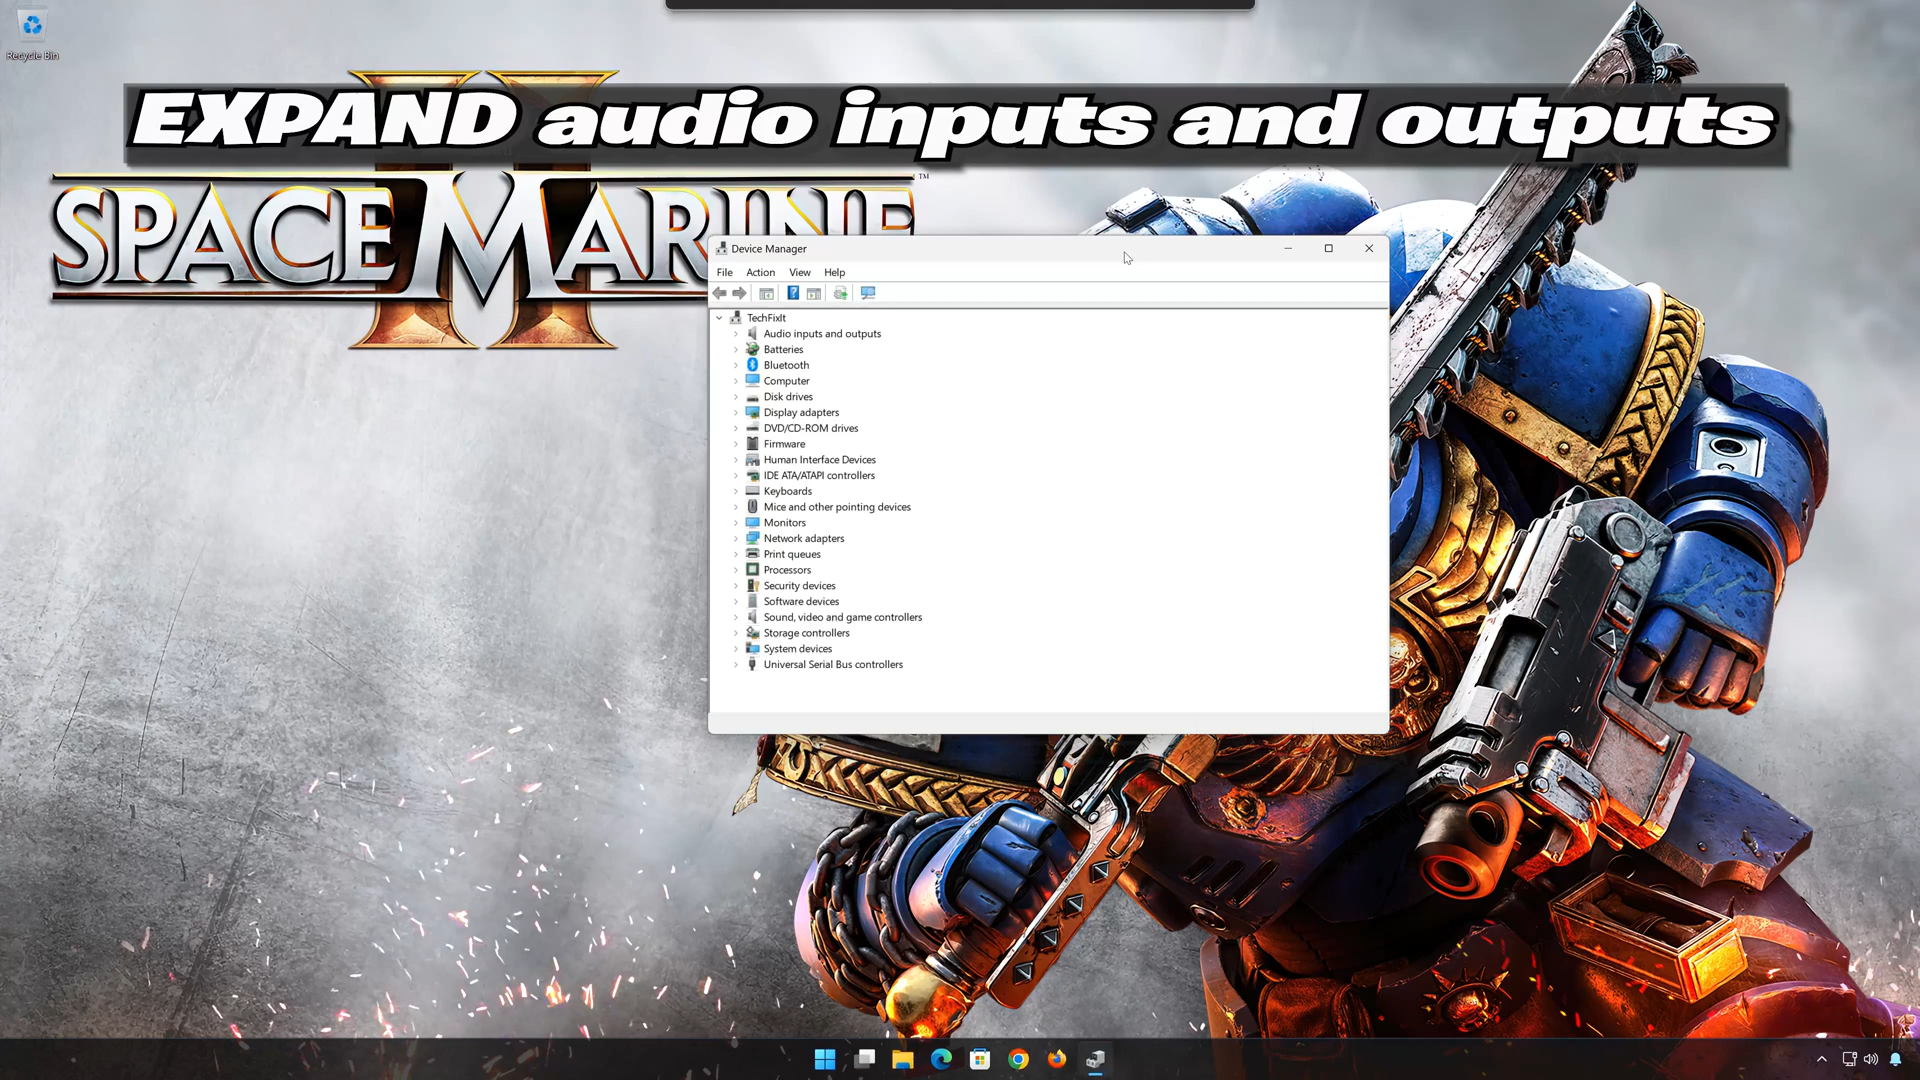 Recycle Bin
EXPAND audio inputs and outputs
SPACE MARINE
II
TM
Device Manager
File Action View Help
TechFixIt
Audio inputs and outputs
Batteries
Bluetooth
Computer
Disk drives
Display adapters
DVD/CD-ROM drives
Firmware
Human Interface Devices
IDE ATA/ATAPI controllers
Keyboards
Mice and other pointing devices
Monitors
Network adapters
Print queues
Processors
Security devices
Software devices
Sound, video and game controllers
Storage controllers
System devices
Universal Serial Bus controllers